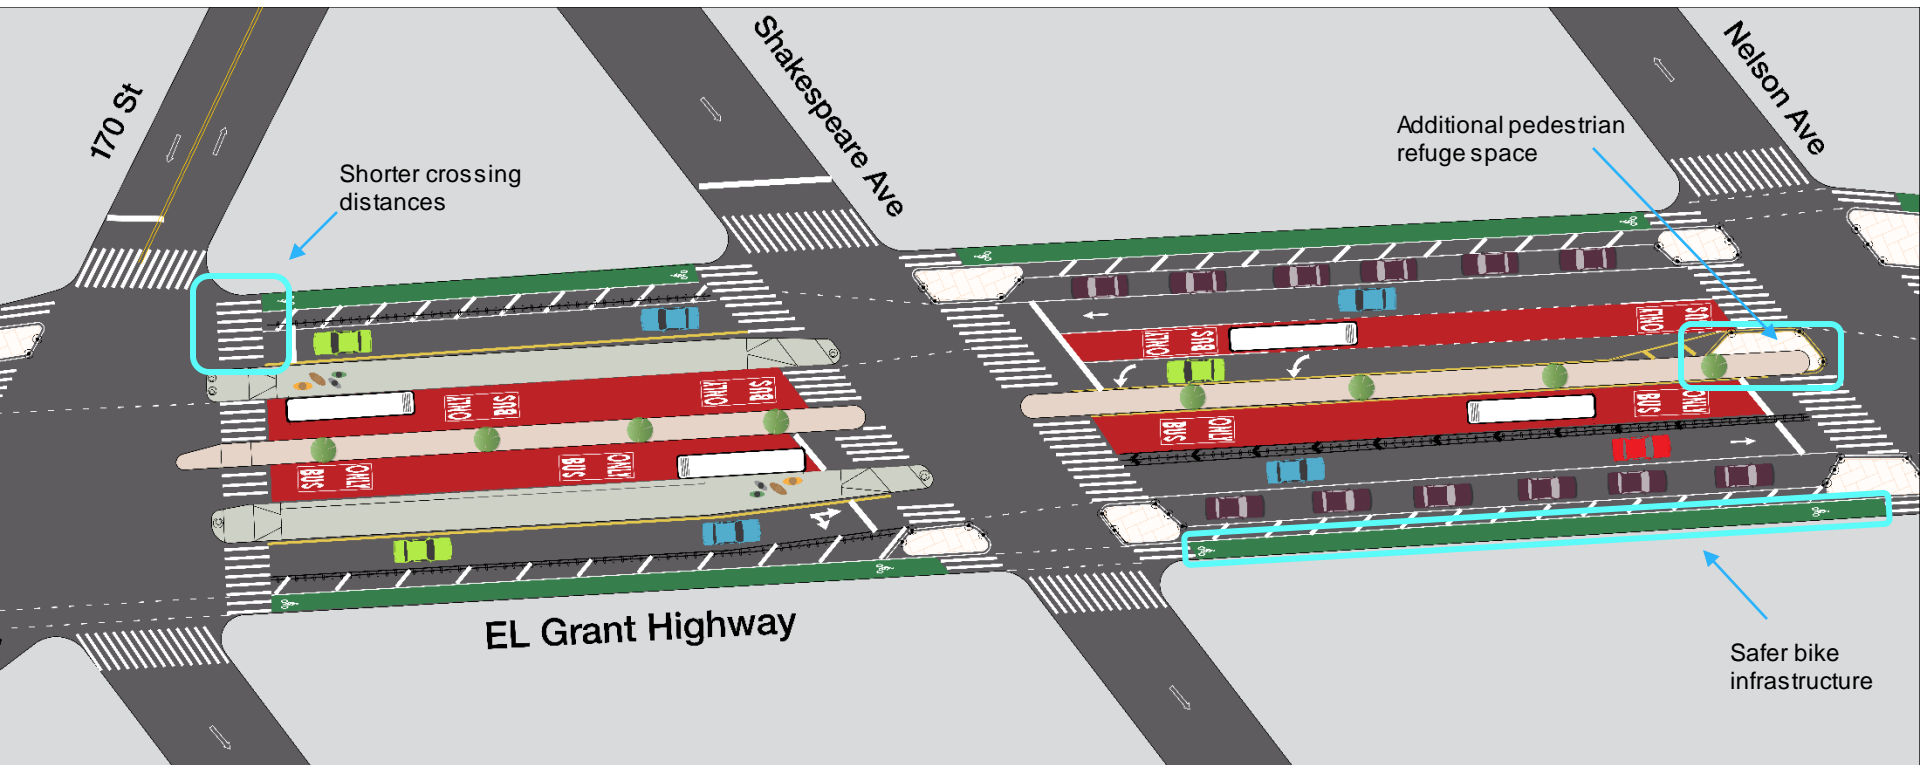 170 St
Shakespeare Ave
Nelson Ave
Additional pedestrian
refuge space
Shorter crossing
distances
BUS
ONLY
BUS
ONLY
BUS
ONLY
BUS
ONLY
BUS
ONLY
BUS
ONLY
BUS
ONLY
BUS
ONLY
EL Grant Highway
Safer bike
infrastructure